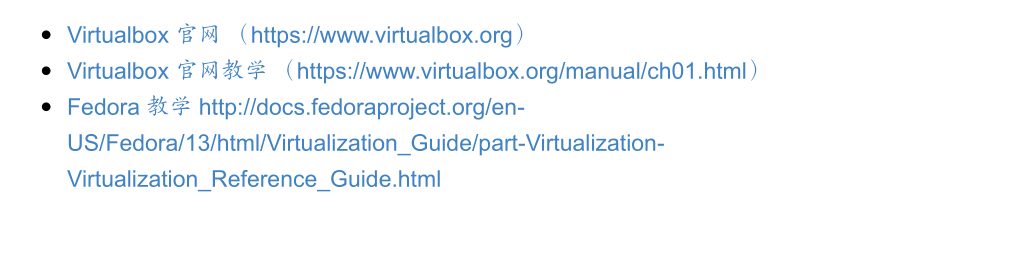 Virtualbox 官网 （https://www.virtualbox.org）
Virtualbox 官网教学 （https://www.virtualbox.org/manual/ch01.html）
Fedora 教学 http://docs.fedoraproject.org/en-
US/Fedora/13/html/Virtualization_Guide/part-Virtualization-
Virtualization_Reference_Guide.html